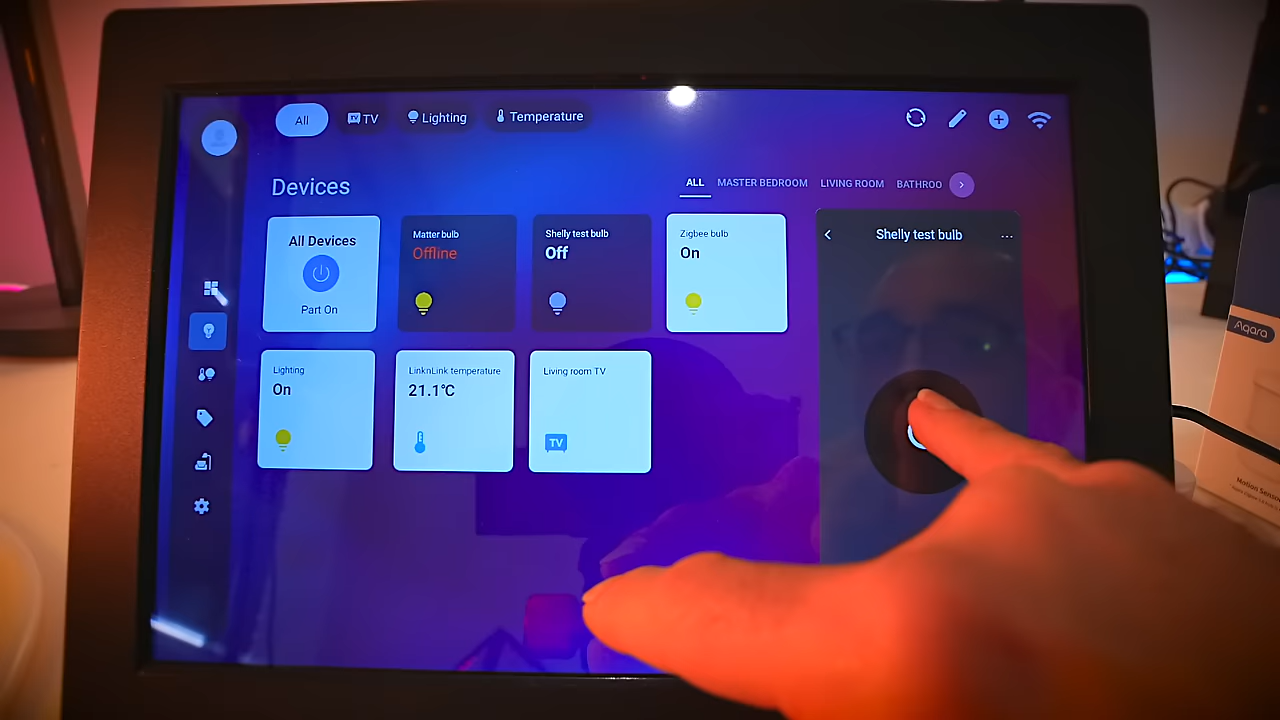 All
TV
Lighting
Temperature
Devices
ALL
MASTER BEDROOM
LIVING ROOM
BATHROO
All Devices
Part On
Matter bulb
Offline
Shelly test bulb
Off
Zigbee bulb
On
Shelly test bulb
Lighting
On
LinknLink temperature
21.1℃
Living room TV
TV
Aqara
Motion Senso